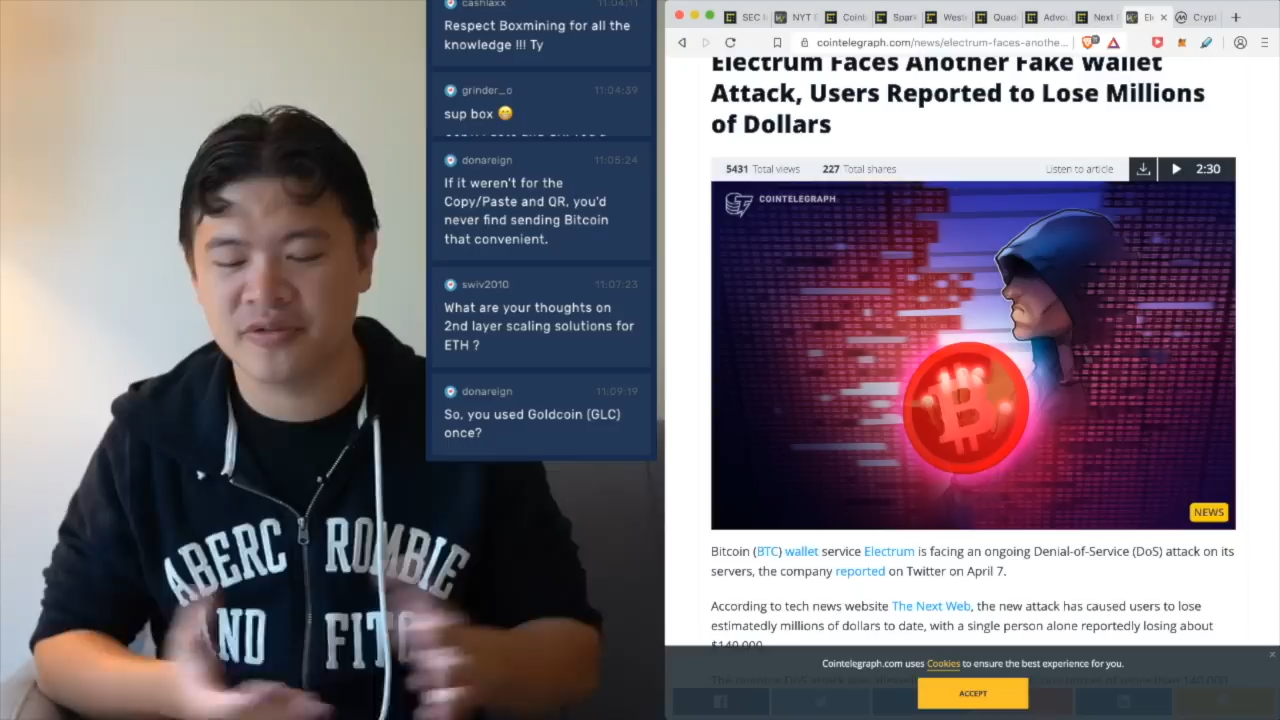 cashlaxx 11:04:11
Respect Boxmining for all the
knowledge !!! Ty
grinder_o 11:04:39
sup box 😁
donareign 11:05:24
If it weren't for the
Copy/Paste and QR, you'd
never find sending Bitcoin
that convenient.
swiv2010 11:07:23
What are your thoughts on
2nd layer scaling solutions for
ETH ?
donareign 11:09:19
So, you used Goldcoin (GLC)
once?
ABERC ROMBIE
ND FITC
SEC
NYT E
Coint
Spark
West
Quad
Advo
Next
Ele
Crypt
cointelegraph.com/news/electrum-faces-anothe...
Electrum Faces Another Fake Wallet
Attack, Users Reported to Lose Millions
of Dollars
5431 Total views 227 Total shares Listen to article 2:30
COINTELEGRAPH
NEWS
Bitcoin (BTC) wallet service Electrum is facing an ongoing Denial-of-Service (DoS) attack on its
servers, the company reported on Twitter on April 7.
According to tech news website The Next Web, the new attack has caused users to lose
estimatedly millions of dollars to date, with a single person alone reportedly losing about
$140,000.
Cointelegraph.com uses Cookies to ensure the best experience for you.
ACCEPT